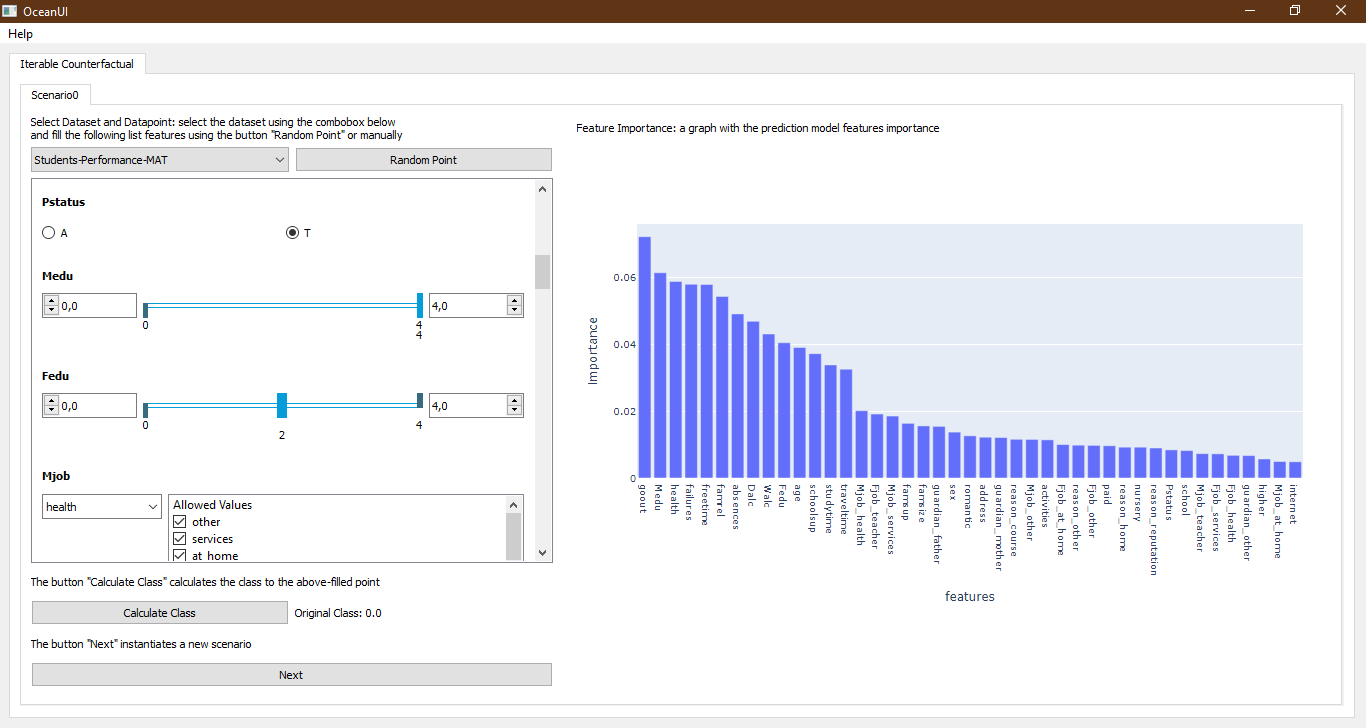 OceanUI
Help
Iterable Counterfactual
Scenario0
Select Dataset and Datapoint: select the dataset using the combobox below
and fill the following list features using the button "Random Point" or manually
Students-Performance-MAT
Random Point
Pstatus
A
T
Medu
0,0
4,0
0
4
4
Fedu
0,0
4,0
0
4
2
Mjob
health
Allowed Values
other
services
at_home
The button "Calculate Class" calculates the class to the above-filled point
Calculate Class
Original Class: 0.0
The button "Next" instantiates a new scenario
Next
Feature Importance: a graph with the prediction model features importance
Importance
0.06
0.04
0.02
0
goout
Medu
health
failures
freetime
famrel
absences
Dalc
Walc
Fedu
age
schoolsup
studytime
traveltime
Mjob_health
Fjob_teacher
Mjob_services
famsup
famsize
guardian_father
sex
romantic
address
guardian_mother
reason_course
Mjob_other
activities
Fjob_at_home
reason_other
Fjob_other
paid
reason_home
nursery
reason_reputation
Pstatus
school
Mjob_teacher
Fjob_services
Fjob_health
guardian_other
higher
Mjob_at_home
internet
features